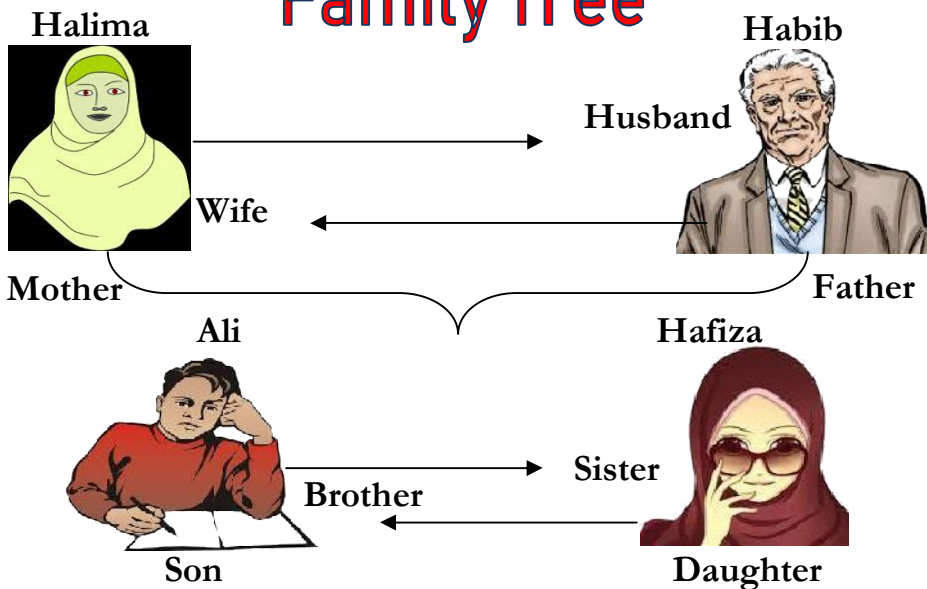 Family Tree
Halima
Habib
Husband
Wife
Mother
Father
Ali
Hafiza
Sister
Brother
Son
Daughter